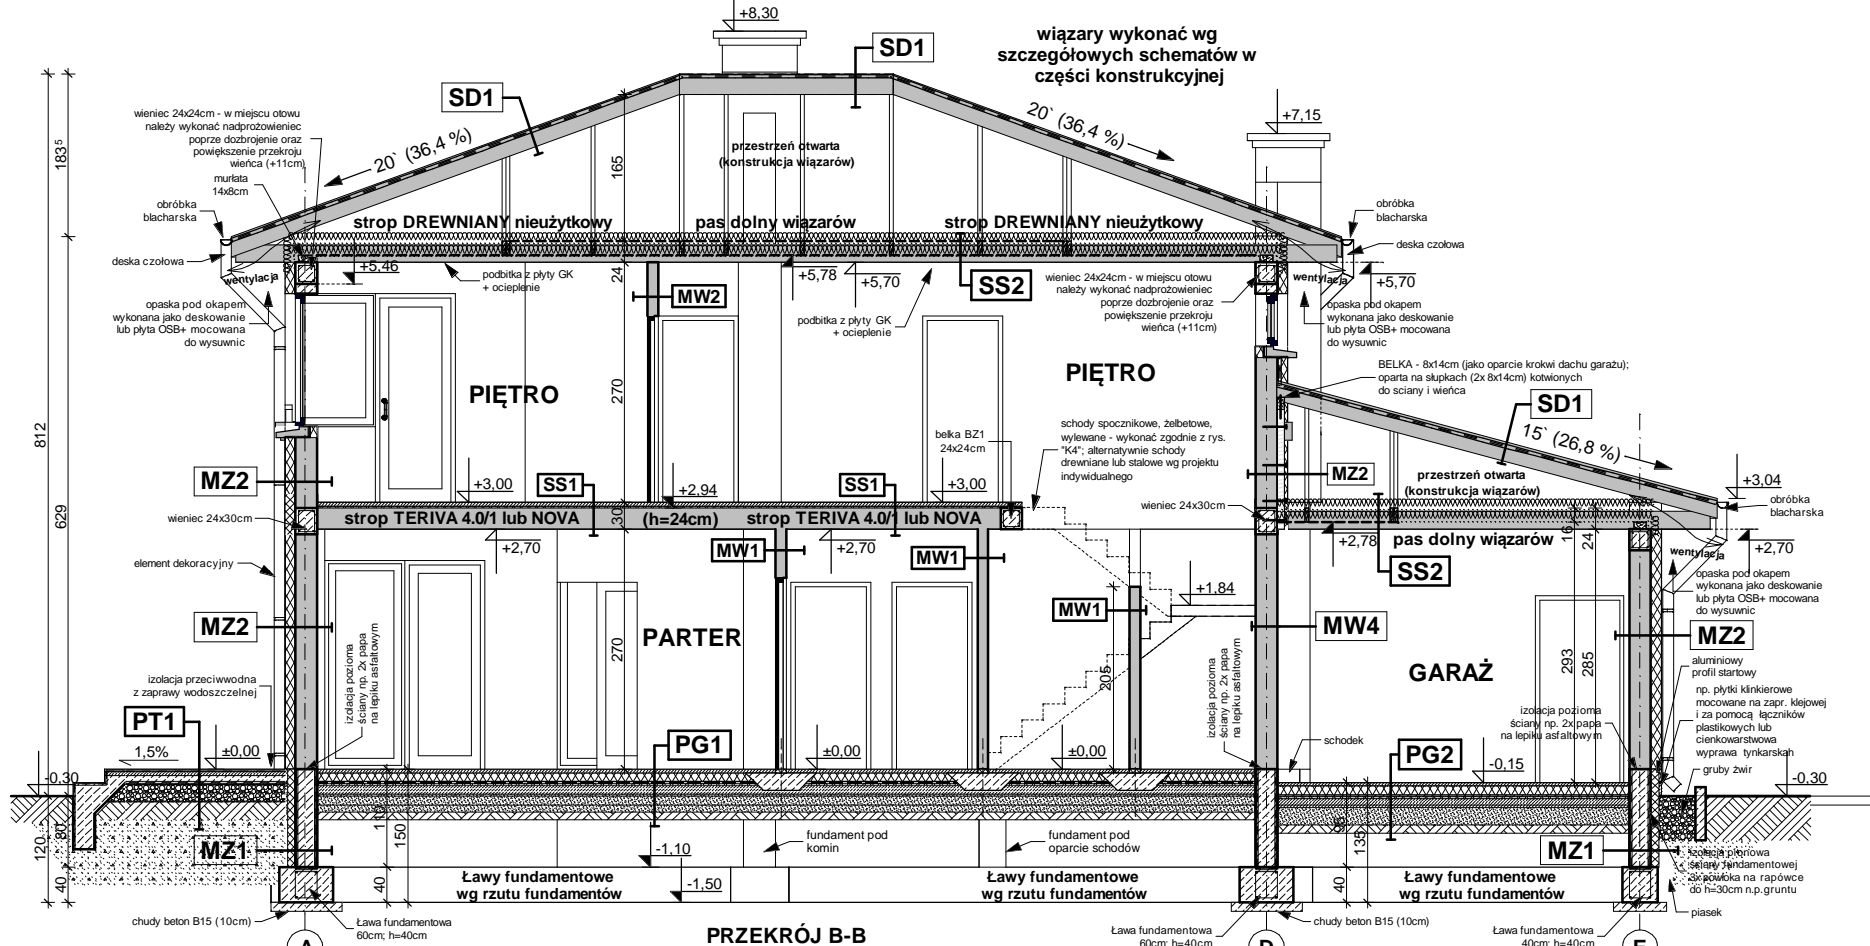 +8,30
SD1
wiązary wykonać wg
szczegółowych schematów w
części konstrukcyjnej
SD1
wieniec 24x24cm - w miejscu otowu
należy wykonać nadprożowieniec
poprze dozbrojenie oraz
powiększenie przekroju
wieńca (+11cm)
murłata
14x8cm
20` (36,4 %)
20` (36,4 %)
+7,15
przestrzeń otwarta
(konstrukcja wiązarów)
183⁵
165
obróbka
blacharska
strop DREWNIANY nieużytkowy
pas dolny wiązarów
strop DREWNIANY nieużytkowy
obróbka
blacharska
deska czołowa
deska czołowa
wentylacja
+5,46
podbitka z płyty GK
+ ocieplenie
24
+5,78
+5,70
SS2
wieniec 24x24cm - w miejscu otowu
należy wykonać nadprożowieniec
poprze dozbrojenie oraz
powiększenie przekroju
wieńca (+11cm)
wentylacja
+5,70
MW2
opaska pod okapem
wykonana jako deskowanie
lub płyta OSB+ mocowana
do wysuwnic
podbitka z płyty GK
+ ocieplenie
opaska pod okapem
wykonana jako deskowanie
lub płyta OSB+ mocowana
do wysuwnic
PIĘTRO
270
PIĘTRO
BELKA - 8x14cm (jako oparcie krokwi dachu garażu);
oparta na słupkach (2x 8x14cm) kotwionych
do sciany i wieńca
SD1
15` (26,8 %)
812
629
belka BZ1
24x24cm
schody spocznikowe, żelbetowe,
wylewane - wykonać zgodnie z rys.
"K4"; alternatywnie schody
drewniane lub stalowe wg projektu
indywidualnego
MZ2
+3,00
SS1
+2,94
SS1
+3,00
MZ2
przestrzeń otwarta
(konstrukcja wiązarów)
+3,04
obróbka
blacharska
wieniec 24x30cm
strop TERIVA 4.0/1 lub NOVA
30
(h=24cm)
strop TERIVA 4.0/1 lub NOVA
wieniec 24x30cm
+2,70
MW1
+2,70
MW1
+2,78
pas dolny wiązarów
16
24
SS2
wentylacja
+2,70
element dekoracyjny
opaska pod okapem
wykonana jako deskowanie
lub płyta OSB+ mocowana
do wysuwnic
MW1
+1,84
MZ2
PARTER
270
205
MW4
MZ2
izolacja pozioma
ściany np. 2x papa
na lepiku asfaltowym
izolacja pozioma
ściany np. 2x papa
na lepiku asfaltowym
GARAŻ
293
285
aluminiowy
profil startowy
izolacja przeciwwodna
z zaprawy wodoszczelnej
np. płytki klinkierowe
mocowane na zapr. klejowej
i za pomocą łączników
plastikowych lub
cienkowarstwowa
wyprawa tynkarskah
izolacja pozioma
ściany np. 2x papa
na lepiku asfaltowym
PT1
1,5%
±0,00
PG1
±0,00
±0,00
schodek
PG2
gruby żwir
-0,30
-0,15
-0,30
120
80
110
150
95
135
MZ1
fundament pod
komin
fundament pod
oparcie schodów
-1,10
MZ1
izolacja pionowa
ściany fundamentowej
3x powłoka na rapówce
do h=30cm n.p.gruntu
40
40
Ławy fundamentowe
wg rzutu fundamentów
-1,50
Ławy fundamentowe
wg rzutu fundamentów
40
Ławy fundamentowe
wg rzutu fundamentów
piasek
chudy beton B15 (10cm)
Ława fundamentowa
60cm; h=40cm
PRZEKRÓJ B-B
Ława fundamentowa
60cm; h=40cm
chudy beton B15 (10cm)
Ława fundamentowa
40cm; h=40cm
A
D